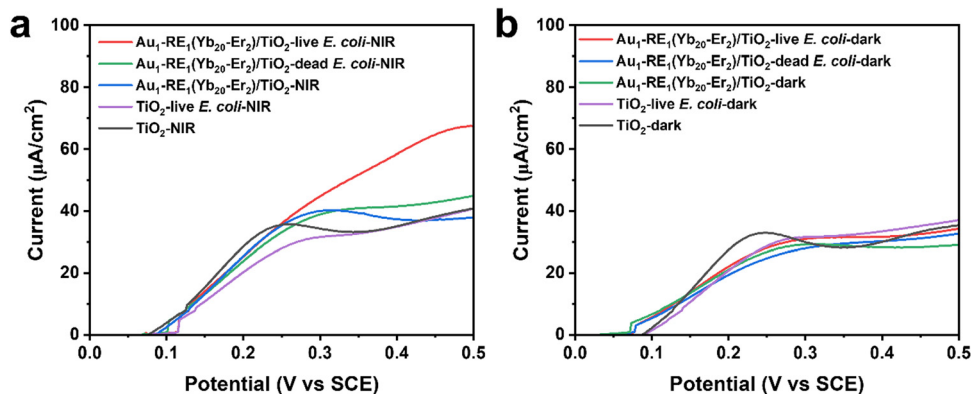 a
Au₁-RE₁(Yb₂₀-Er₂)/TiO₂-live E. coli-NIR
Au₁-RE₁(Yb₂₀-Er₂)/TiO₂-dead E. coli-NIR
Au₁-RE₁(Yb₂₀-Er₂)/TiO₂-NIR
TiO₂-live E. coli-NIR
TiO₂-NIR
Current (μA/cm²)
100
80
60
40
20
0
0.0 0.1 0.2 0.3 0.4 0.5
Potential (V vs SCE)
b
Au₁-RE₁(Yb₂₀-Er₂)/TiO₂-live E. coli-dark
Au₁-RE₁(Yb₂₀-Er₂)/TiO₂-dead E. coli-dark
Au₁-RE₁(Yb₂₀-Er₂)/TiO₂-dark
TiO₂-live E. coli-dark
TiO₂-dark
Current (μA/cm²)
100
80
60
40
20
0
0.0 0.1 0.2 0.3 0.4 0.5
Potential (V vs SCE)